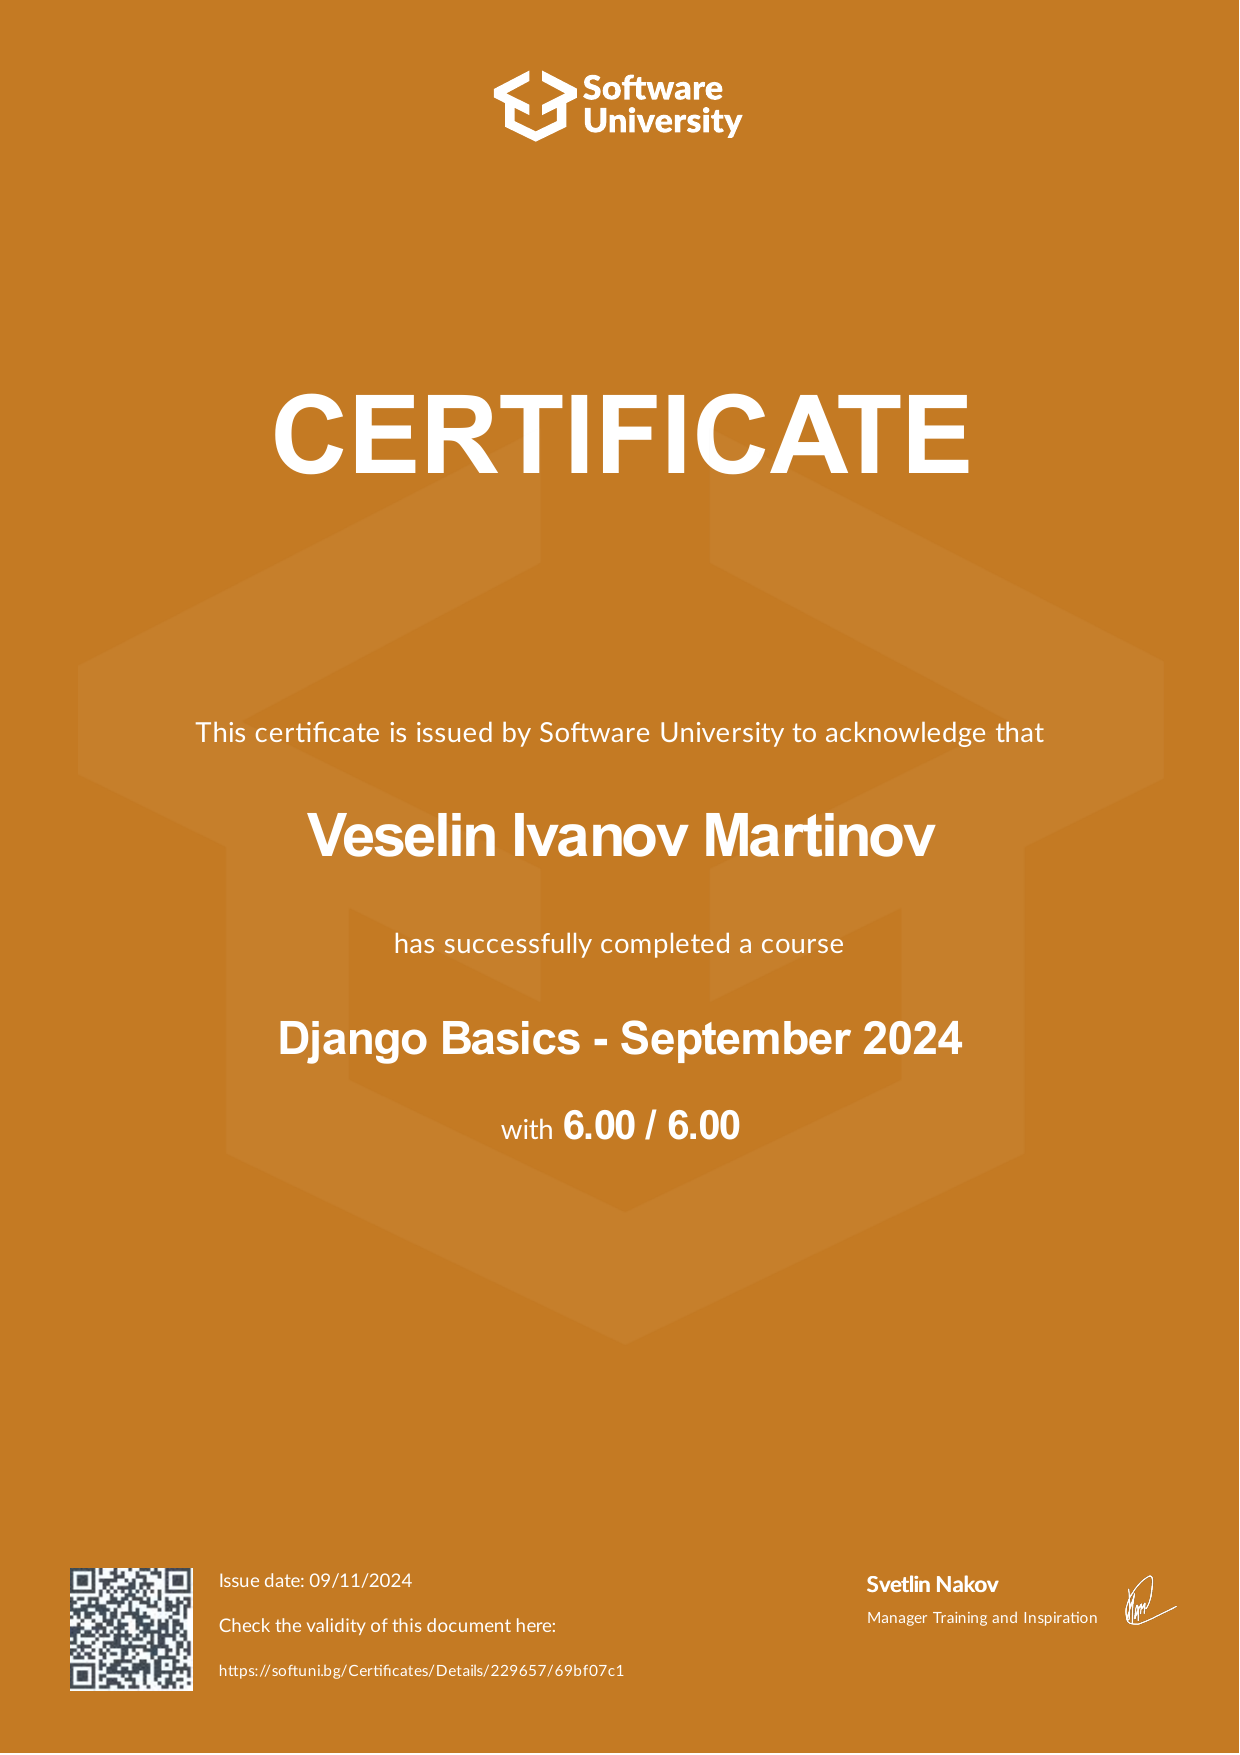 Software
University
CERTIFICATE
This certificate is issued by Software University to acknowledge that
Veselin Ivanov Martinov
has successfully completed a course
Django Basics - September 2024
with 6.00 / 6.00
Issue date: 09/11/2024
Check the validity of this document here:
https://softuni.bg/Certificates/Details/229657/69bf07c1
Svetlin Nakov
Manager Training and Inspiration